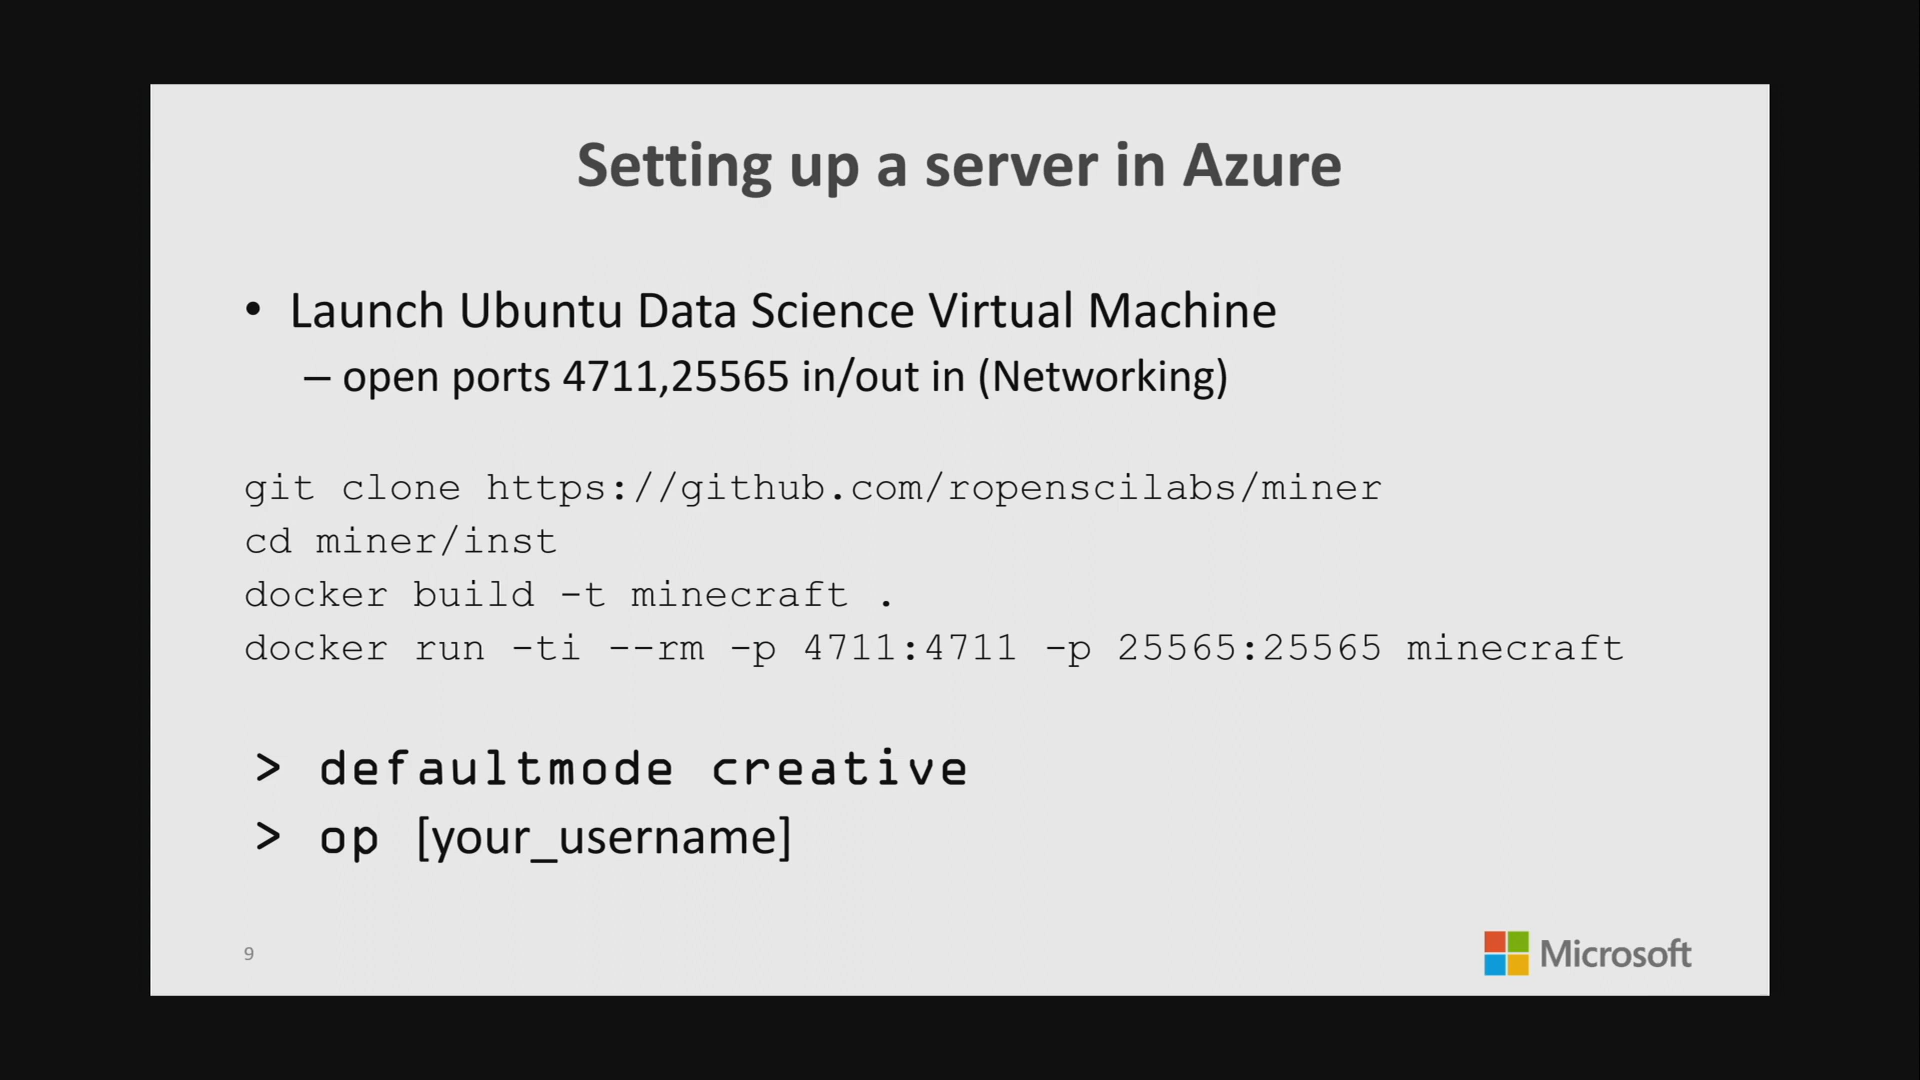 Setting up a server in Azure
• Launch Ubuntu Data Science Virtual Machine
– open ports 4711,25565 in/out in (Networking)
git clone https://github.com/ropenscilabs/miner
cd miner/inst
docker build -t minecraft .
docker run -ti --rm -p 4711:4711 -p 25565:25565 minecraft
> defaultmode creative
> op [your_username]
9
Microsoft